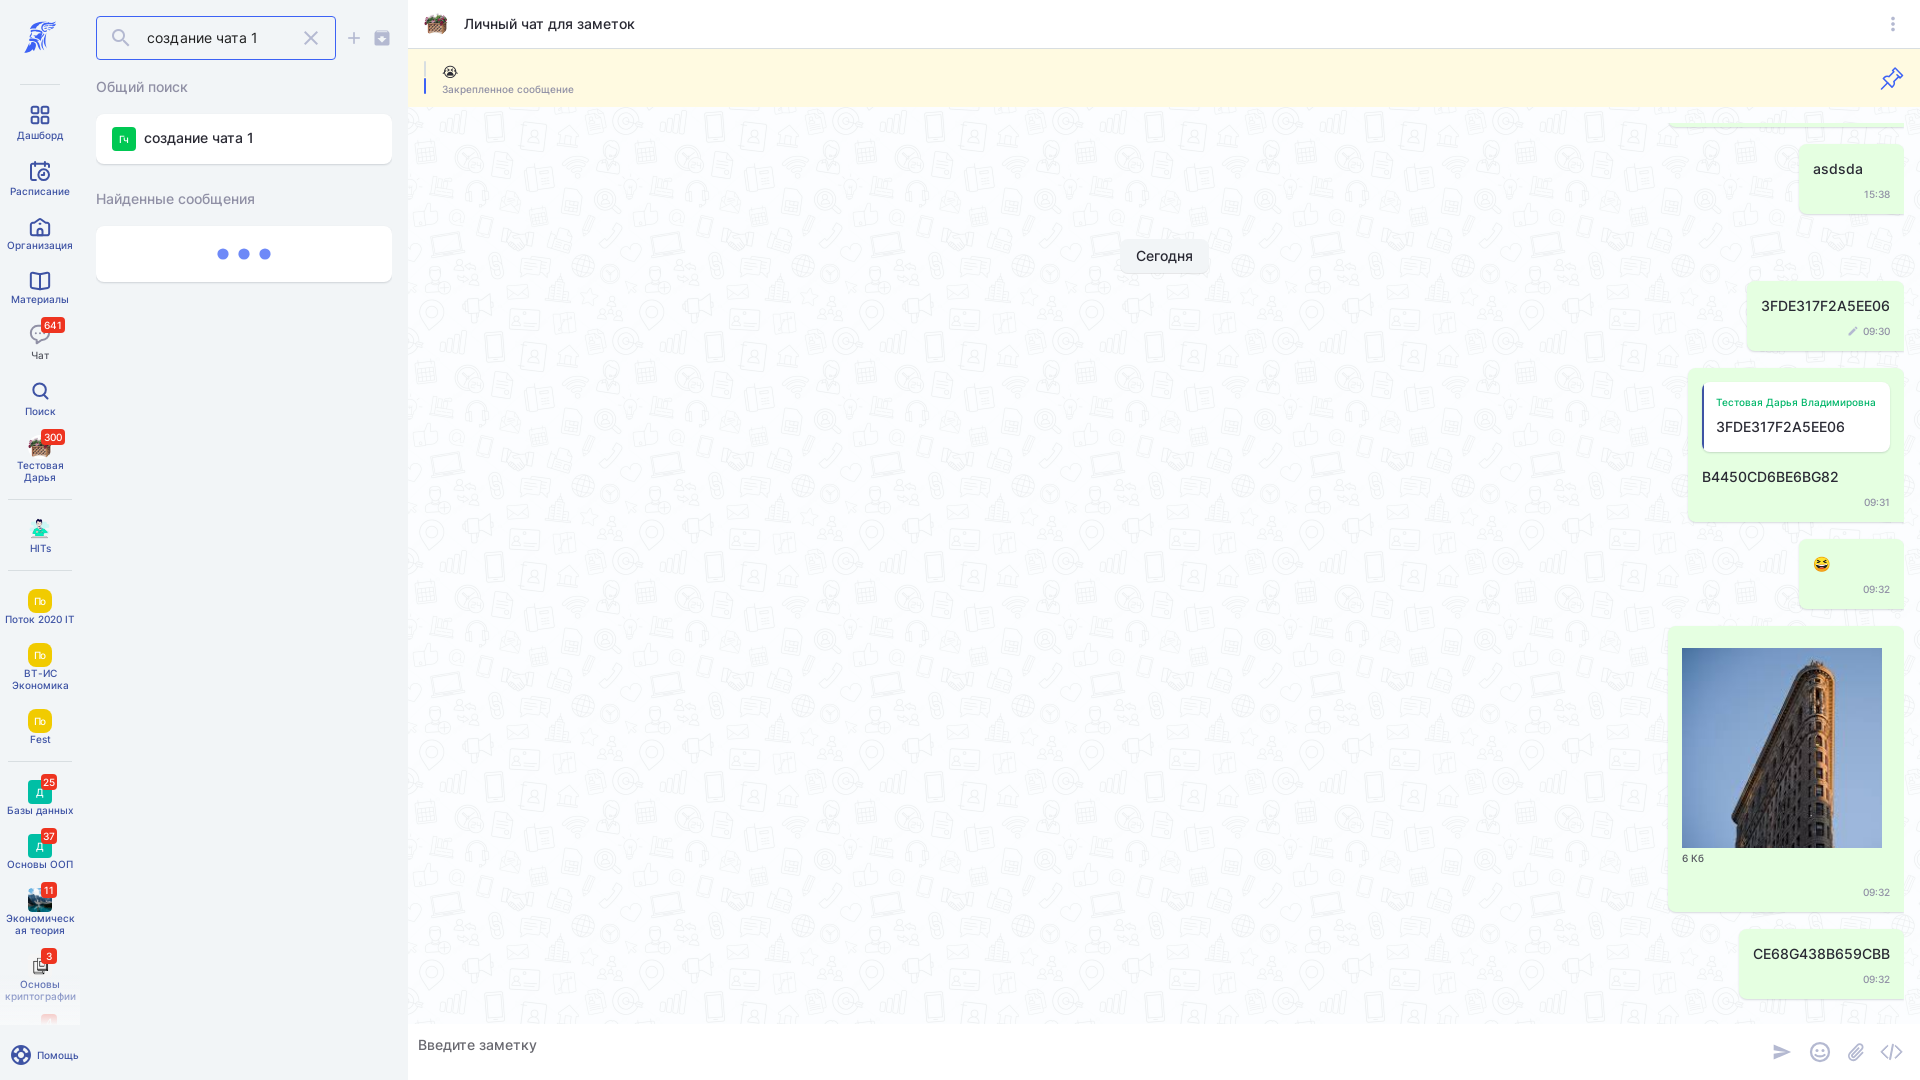 Дашборд
Расписание
Организация
Материалы
641
Чат
Поиск
300
Тестовая
Дарья
HITs
По
Поток 2020 IT
По
ВТ-ИС
Экономика
По
Fest
25
Д
Базы данных
37
Д
Основы ООП
11
Экономическ
ая теория
3
Основы
криптографии
Помощь
создание чата 1
Общий поиск
Гч
создание чата 1
Найденные сообщения
Личный чат для заметок
Закрепленное сообщение
asdsda
15:38
Сегодня
3FDE317F2A5EE06
09:30
Тестовая Дарья Владимировна
3FDE317F2A5EE06
B4450CD6BE6BG82
09:31
09:32
6 Кб
09:32
CE68G438B659CBB
09:32
Введите заметку